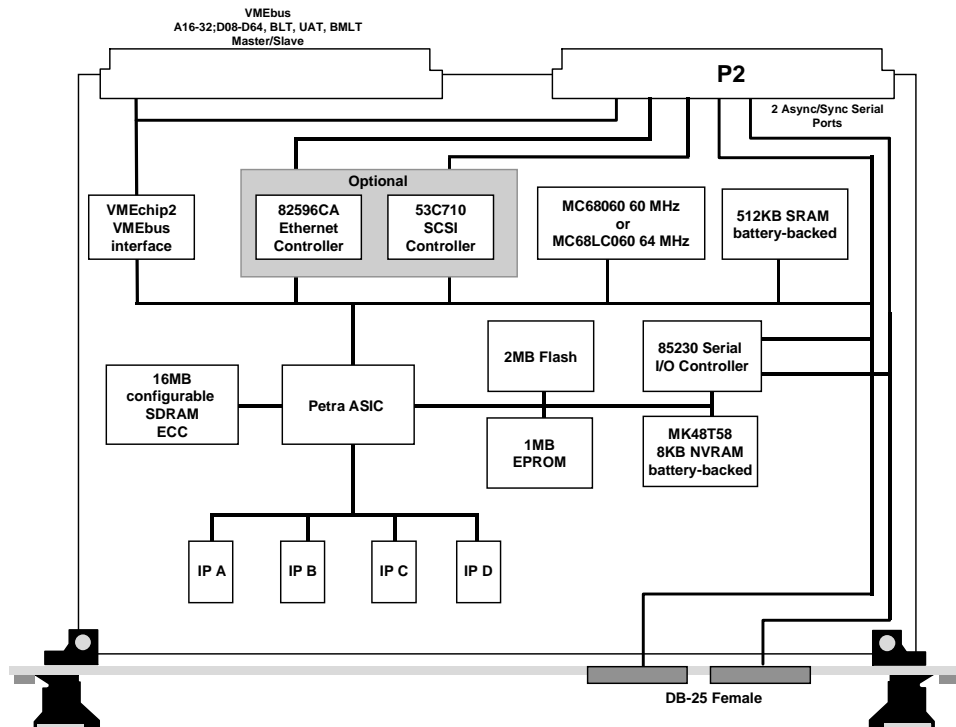 VMEbus
A16-32;D08-D64, BLT, UAT, BMLT
Master/Slave
P2
2 Async/Sync Serial
Ports
Optional
VMEchip2
VMEbus
interface
82596CA
Ethernet
Controller
53C710
SCSI
Controller
MC68060 60 MHz
or
MC68LC060 64 MHz
512KB SRAM
battery-backed
16MB
configurable
SDRAM
ECC
Petra ASIC
2MB Flash
85230 Serial
I/O Controller
1MB
EPROM
MK48T58
8KB NVRAM
battery-backed
IP A
IP B
IP C
IP D
DB-25 Female